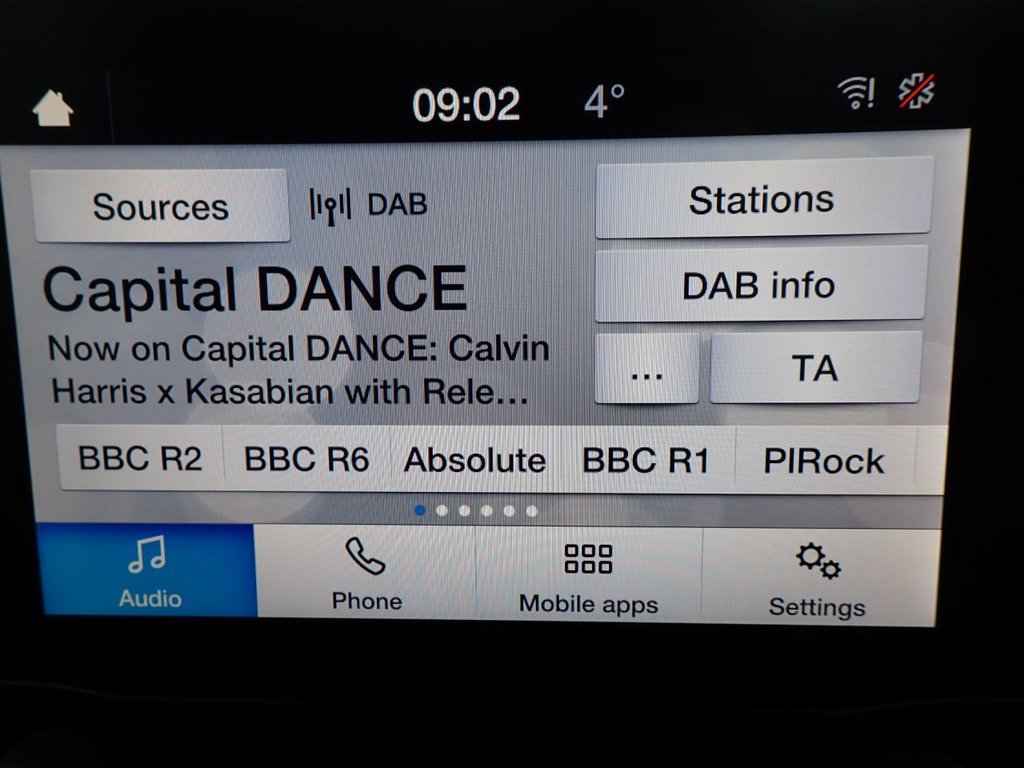 09:02 4°
Sources DAB Stations
Capital DANCE
DAB info
Now on Capital DANCE: Calvin
Harris x Kasabian with Rele...
... TA
BBC R2 BBC R6 Absolute BBC R1 PlRock
Audio Phone Mobile apps Settings